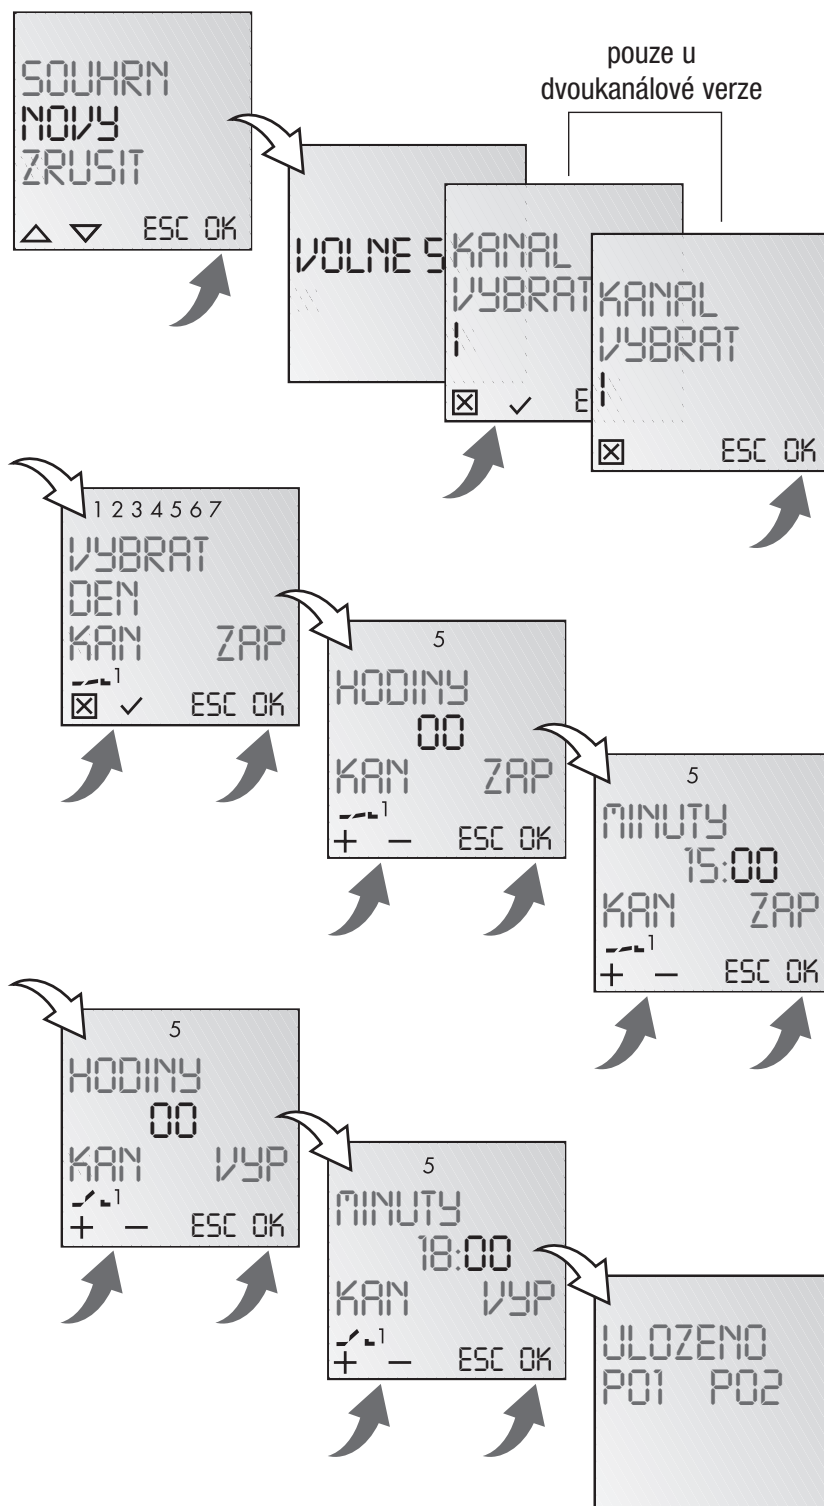 pouze u
dvoukanálové verze
SOUHRN
NOVY
ZRUSIT
ESC OK
VOLNE S
KANAL
VYBRAT
1
E
KANAL
VYBRAT
1
ESC OK
1 2 3 4 5 6 7
VYBRAT
DEN
KAN ZAP
1
ESC OK
5
HODINY
00
KAN ZAP
1
+ − ESC OK
5
MINUTY
15:00
KAN ZAP
1
+ − ESC OK
5
HODINY
00
KAN VYP
1
+ − ESC OK
5
MINUTY
18:00
KAN VYP
1
+ − ESC OK
ULOZENO
P01 P02